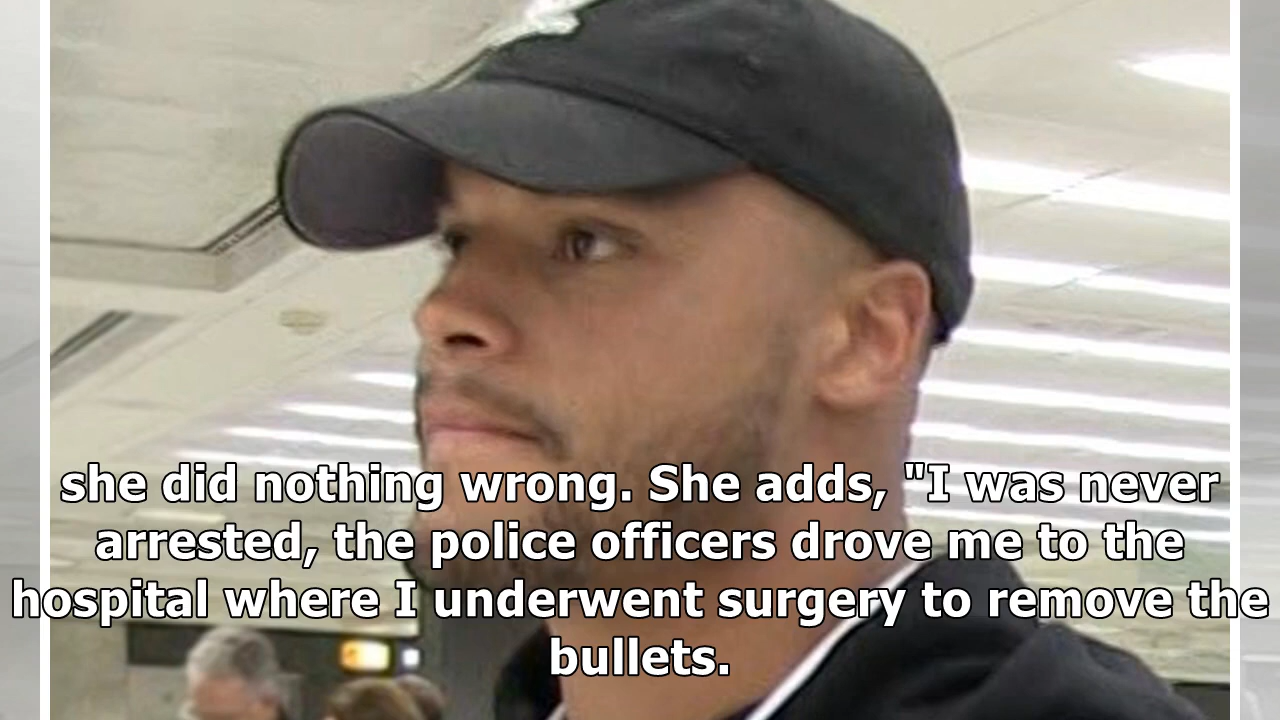 she did nothing wrong. She adds, "I was never
arrested, the police officers drove me to the
hospital where I underwent surgery to remove the
bullets.